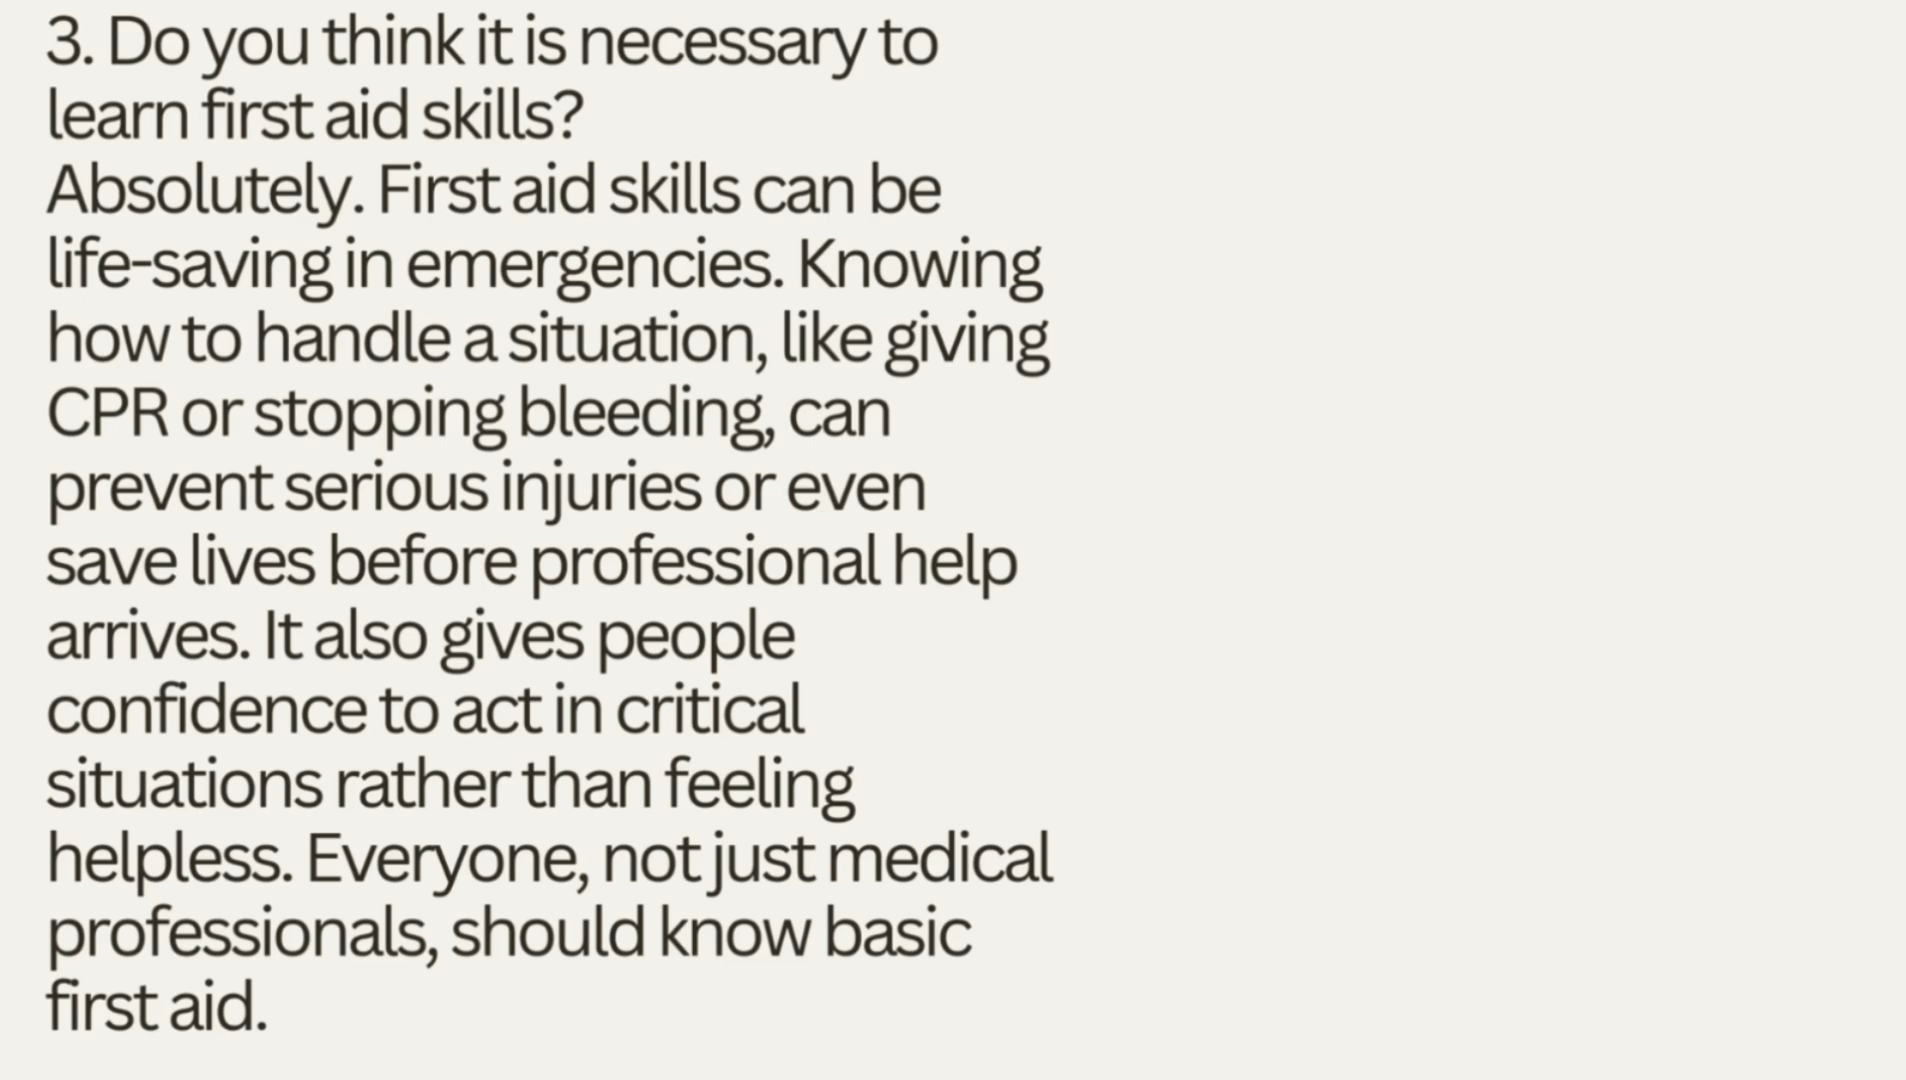 3. Do you think it is necessary to
learn first aid skills?
Absolutely. First aid skills can be
life-saving in emergencies. Knowing
how to handle a situation, like giving
CPR or stopping bleeding, can
prevent serious injuries or even
save lives before professional help
arrives. It also gives people
confidence to act in critical
situations rather than feeling
helpless. Everyone, not just medical
professionals, should know basic
first aid.